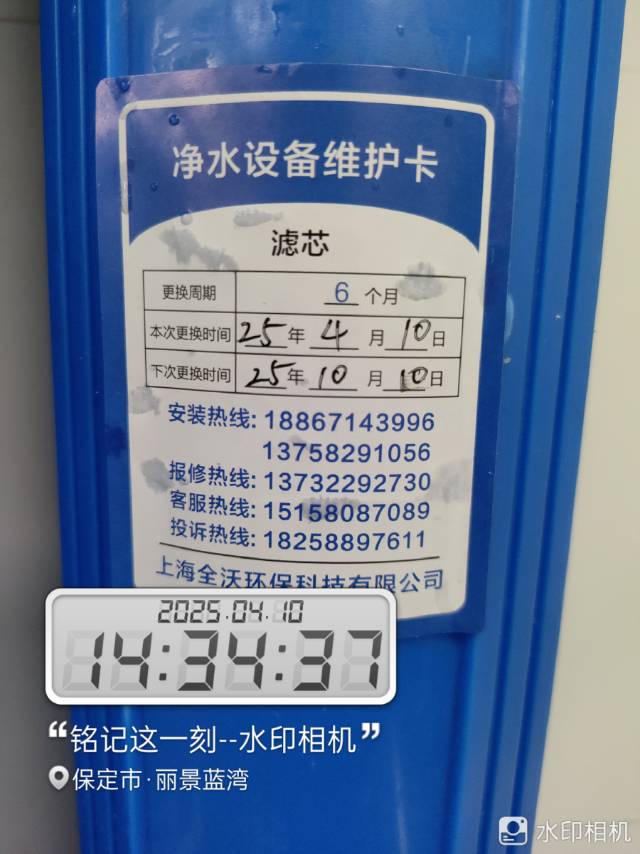 净水设备维护卡
滤芯
更换周期 6 个月
本次更换时间 25年 4 月 10日
下次更换时间 25年 10 月 10日
安装热线: 18867143996
13758291056
报修热线: 13732292730
客服热线: 15158087089
投诉热线: 18258897611
上海全沃环保科技有限公司
2025.04.10
14:34:37
“铭记这一刻--水印相机”
保定市·丽景蓝湾
水印相机